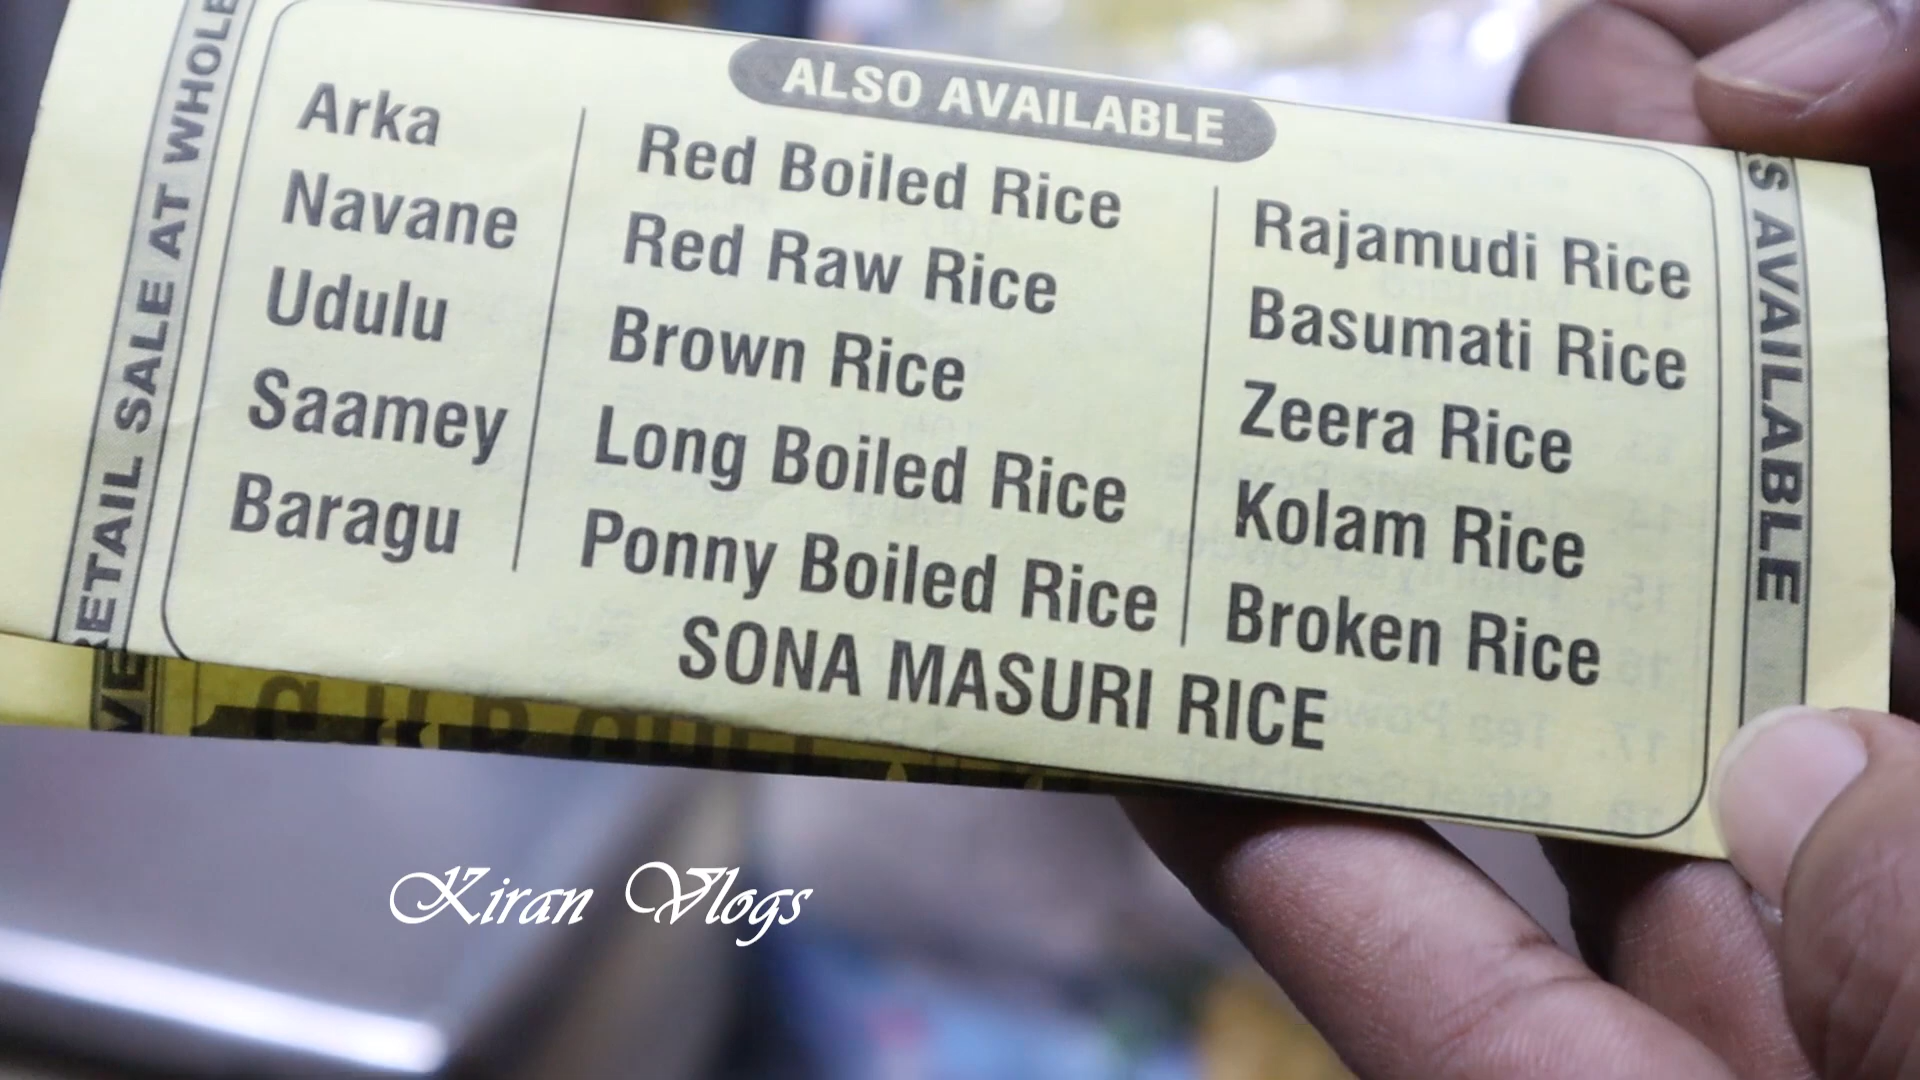 ALSO AVAILABLE
Arka
Navane
Udulu
Saamey
Baragu
Red Boiled Rice
Red Raw Rice
Brown Rice
Long Boiled Rice
Ponny Boiled Rice
Rajamudi Rice
Basumati Rice
Zeera Rice
Kolam Rice
Broken Rice
SONA MASURI RICE
RETAIL SALE AT WHOLE
S AVAILABLE
Kiran Vlogs